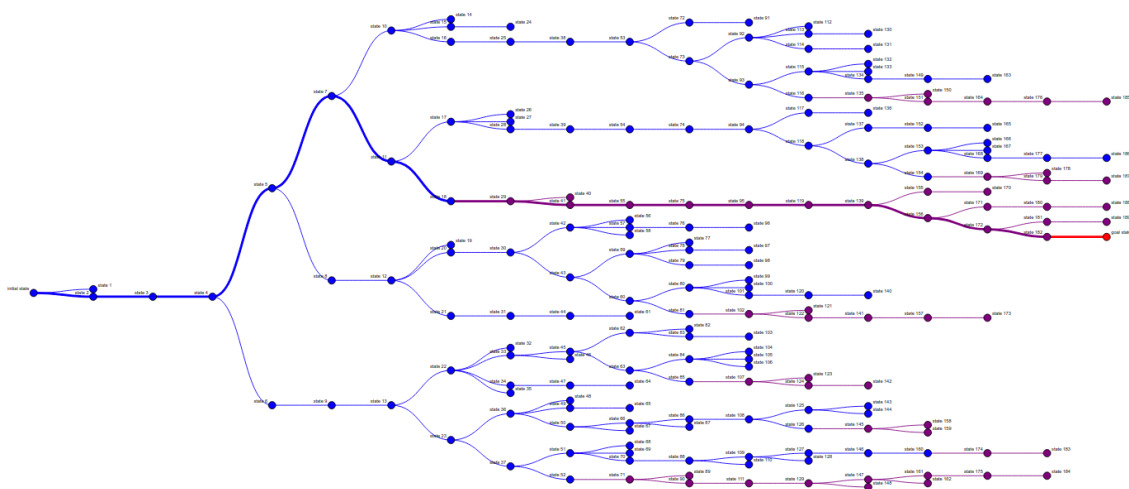 initial state
state 1
state 2
state 3
state 4
state 5
state 6
state 7
state 8
state 9
state 10
state 11
state 12
state 13
state 14
state 15
state 16
state 17
state 18
state 19
state 20
state 21
state 22
state 23
state 24
state 25
state 26
state 27
state 28
state 29
state 30
state 31
state 32
state 33
state 34
state 35
state 36
state 37
state 38
state 39
state 40
state 41
state 42
state 43
state 44
state 45
state 46
state 47
state 48
state 49
state 50
state 51
state 52
state 53
state 54
state 55
state 56
state 57
state 58
state 59
state 60
state 61
state 62
state 63
state 64
state 65
state 66
state 67
state 68
state 69
state 70
state 71
state 72
state 73
state 74
state 75
state 76
state 77
state 78
state 79
state 80
state 81
state 82
state 83
state 84
state 85
state 86
state 87
state 88
state 89
state 90
state 91
state 92
state 93
state 94
state 95
state 96
state 97
state 98
state 99
state 100
state 101
state 102
state 103
state 104
state 105
state 106
state 107
state 108
state 109
state 110
state 111
state 112
state 113
state 114
state 115
state 116
state 117
state 118
state 119
state 120
state 121
state 122
state 123
state 124
state 125
state 126
state 127
state 128
state 129
state 130
state 131
state 132
state 133
state 134
state 135
state 136
state 137
state 138
state 139
state 140
state 141
state 142
state 143
state 144
state 145
state 146
state 147
state 148
state 149
state 150
state 151
state 152
state 153
state 154
state 155
state 156
state 157
state 158
state 159
state 160
state 161
state 162
state 163
state 164
state 165
state 166
state 167
state 168
state 169
state 170
state 171
state 172
state 173
state 174
state 175
state 176
state 177
state 178
state 179
state 180
state 181
state 182
state 183
state 184
state 185
state 186
goal state